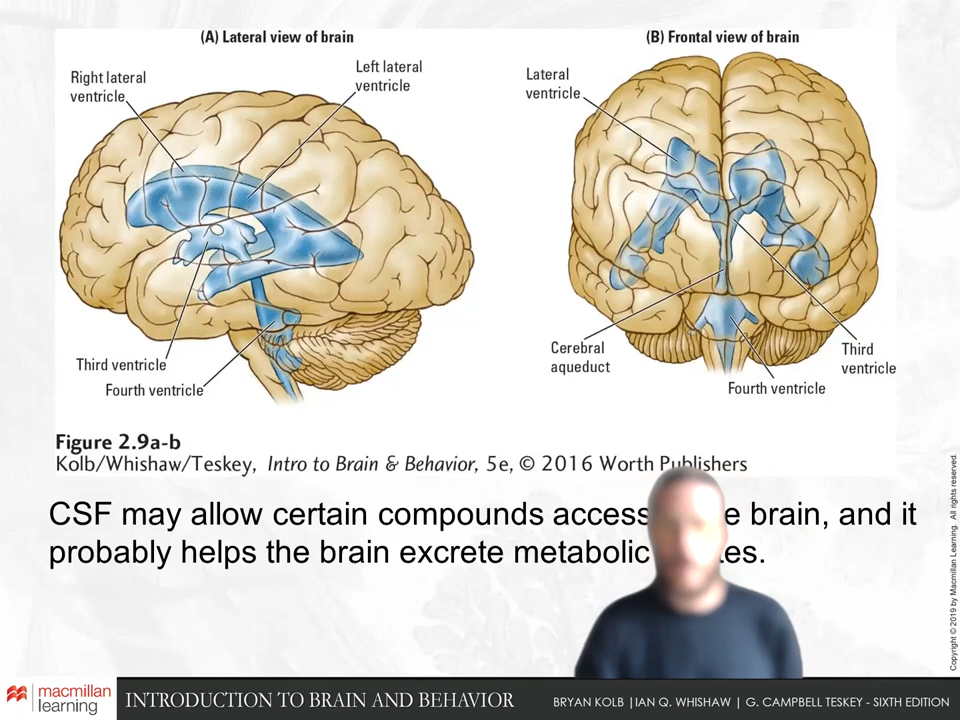 (A) Lateral view of brain
Right lateral
ventricle
Left lateral
ventricle
Third ventricle
Fourth ventricle
(B) Frontal view of brain
Lateral
ventricle
Cerebral
aqueduct
Third
ventricle
Fourth ventricle
Figure 2.9a-b
Kolb/Whishaw/Teskey, Intro to Brain & Behavior, 5e, © 2016 Worth Publishers
CSF may allow certain compounds access brain, and it
probably helps the brain excrete metabolic
Copyright © 2019 by Macmillan Learning. All rights reserved.
macmillan
learning
INTRODUCTION TO BRAIN AND BEHAVIOR
BRYAN KOLB | IAN Q. WHISHAW | G. CAMPBELL TESKEY - SIXTH EDITION